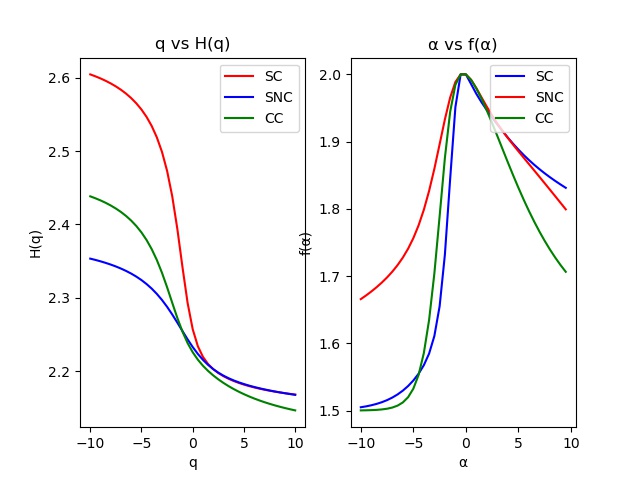 q vs H(q)
H(q)
2.6
2.5
2.4
2.3
2.2
SC
SNC
CC
−10
−5
0
5
10
q
α vs f(α)
f(α)
2.0
1.9
1.8
1.7
1.6
1.5
SC
SNC
CC
−10
−5
0
5
10
α